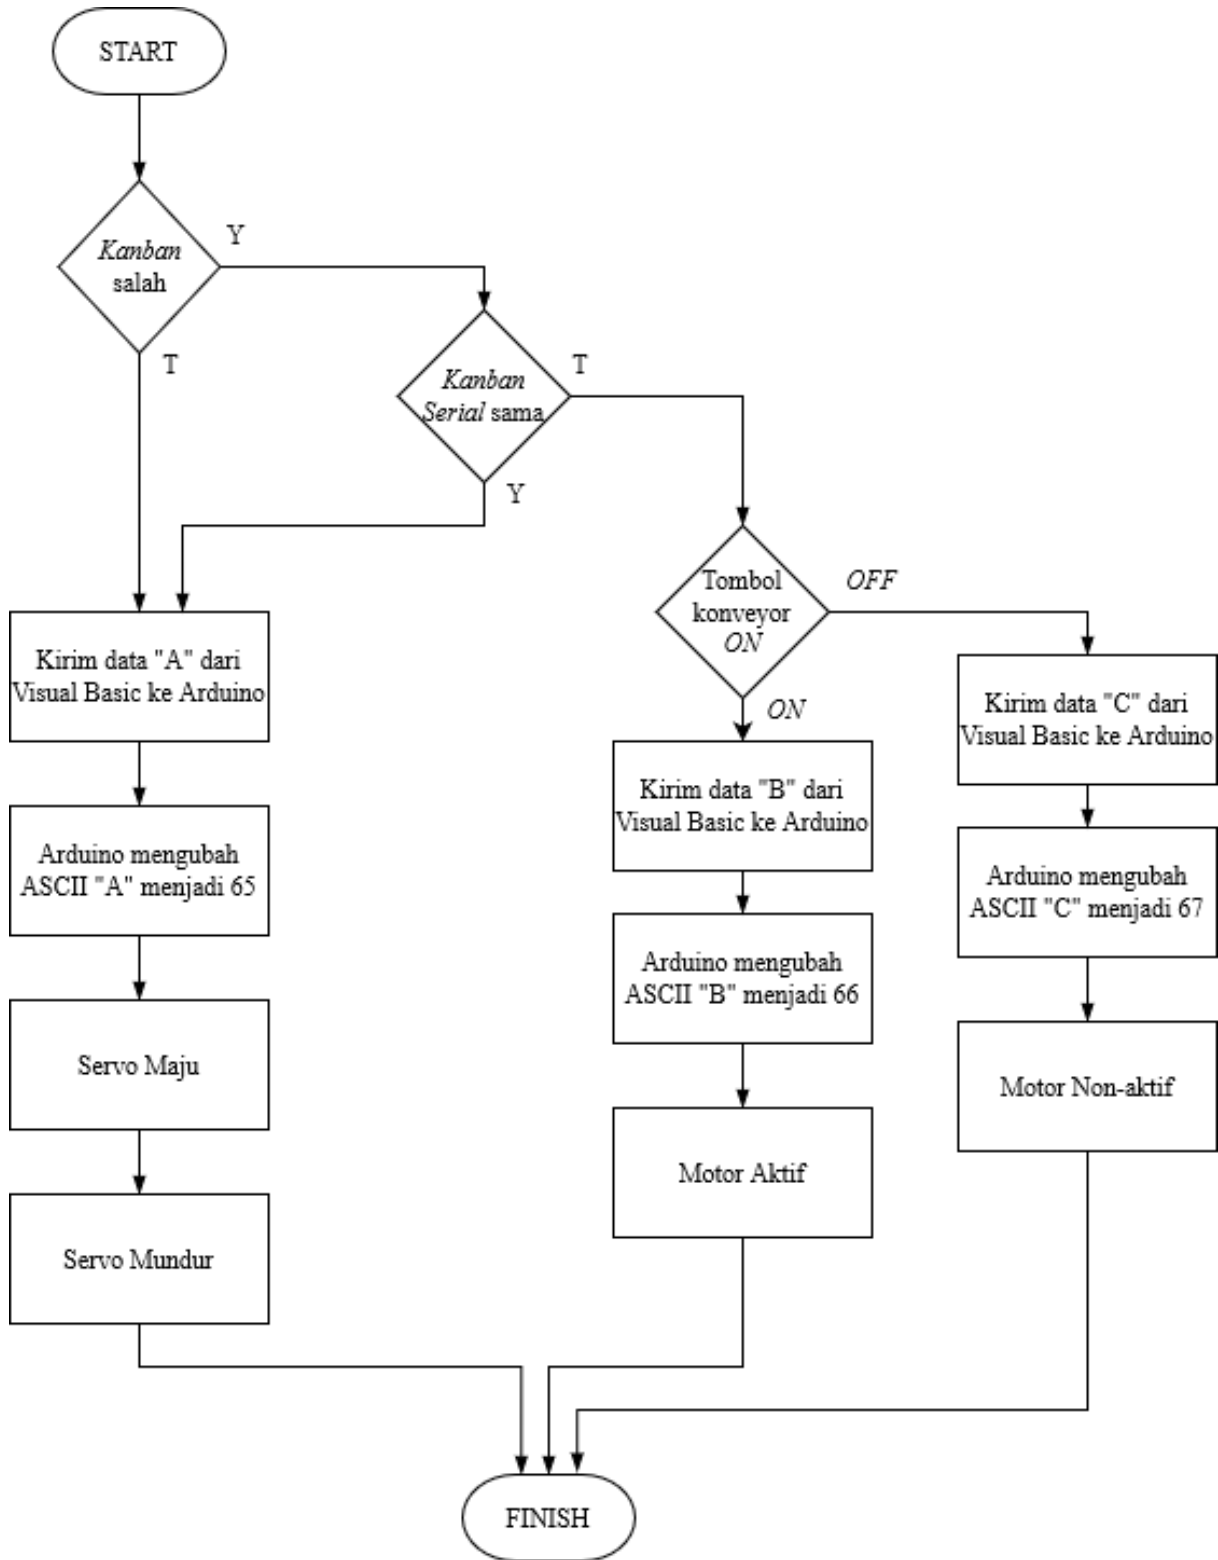 START
Kanban
salah
Y
T
Kanban
Serial sama
T
Y
Tombol
konveyor
ON
OFF
ON
Kirim data "A" dari
Visual Basic ke Arduino
Arduino mengubah
ASCII "A" menjadi 65
Servo Maju
Servo Mundur
Kirim data "B" dari
Visual Basic ke Arduino
Arduino mengubah
ASCII "B" menjadi 66
Motor Aktif
Kirim data "C" dari
Visual Basic ke Arduino
Arduino mengubah
ASCII "C" menjadi 67
Motor Non-aktif
FINISH